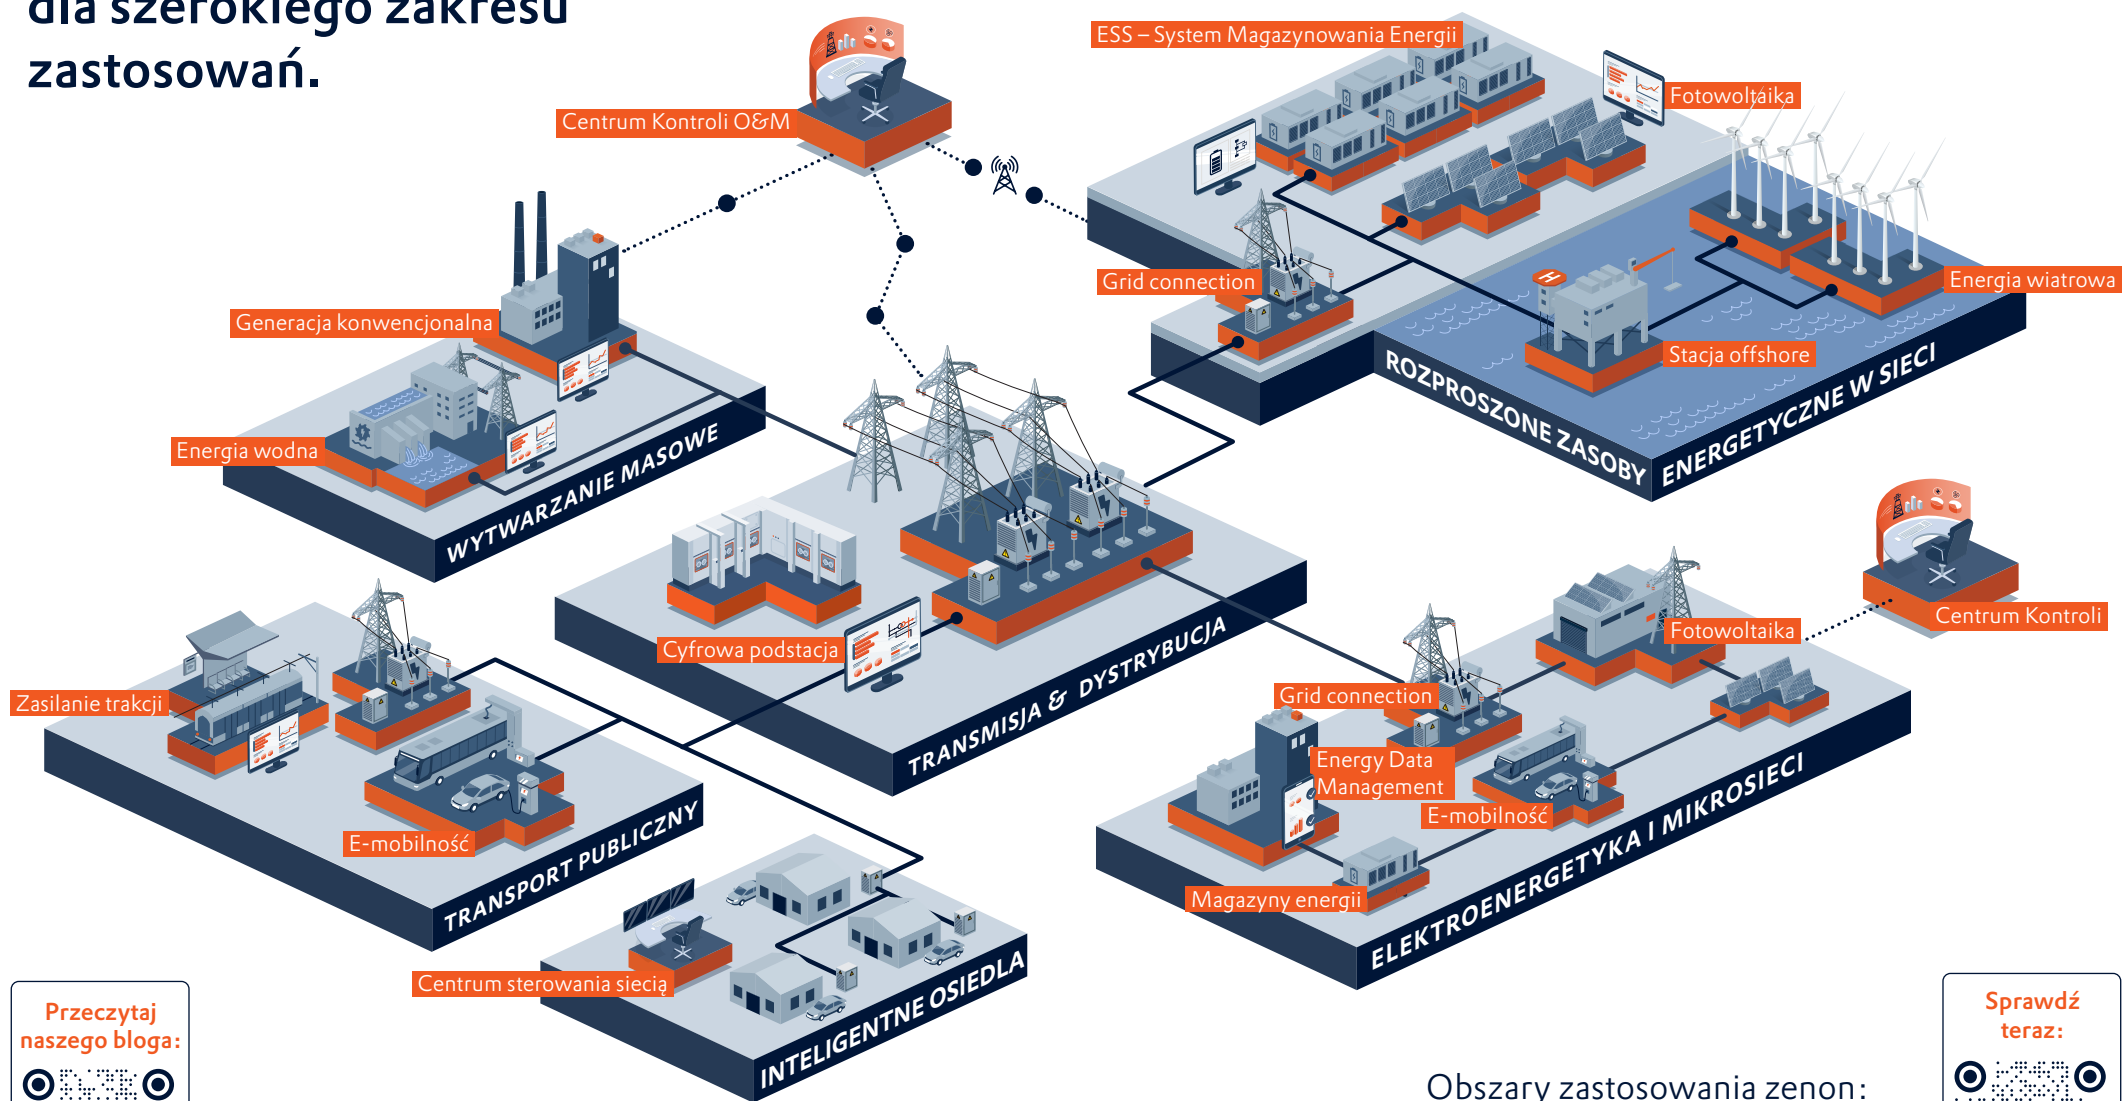 dla szerokiego zakresu
zastosowań.
Centrum Kontroli O&M
ESS – System Magazynowania Energii
Fotowoltaika
Grid connection
Energia wiatrowa
Stacja offshore
ROZPROSZONE ZASOBY
ENERGETYCZNE W SIECI
Generacja konwencjonalna
Energia wodna
WYTWARZANIE MASOWE
Cyfrowa podstacja
TRANSMISJA & DYSTRYBUCJA
Zasilanie trakcji
E-mobilność
TRANSPORT PUBLICZNY
Centrum sterowania siecią
INTELIGENTNE OSIEDLA
Centrum Kontroli
Fotowoltaika
Grid connection
Energy Data
Management
E-mobilność
Magazyny energii
ELEKTROENERGETYKA I MIKROSIECI
H
Przeczytaj
naszego bloga:
Sprawdź
teraz:
Obszary zastosowania zenon: